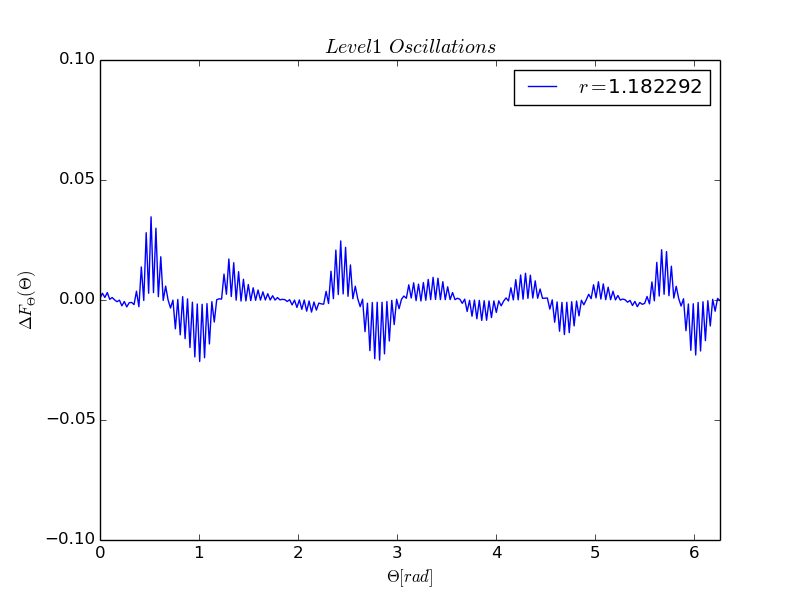 Level1 Oscillations
0.10
r=1.182292
0.05
0.00
−0.05
−0.10
ΔF_Θ(Θ)
0 1 2 3 4 5 6
Θ[rad]